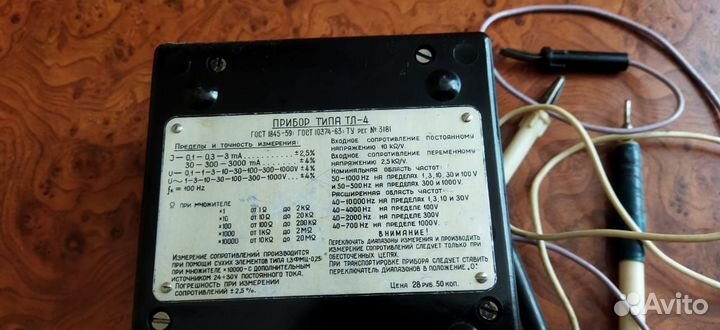 ПРИБОР ТИПА ТЛ-4
ГОСТ 1845-59; ГОСТ 10374-63; ТУ РЕГ № 3181
ПРЕДЕЛЫ И ТОЧНОСТЬ ИЗМЕРЕНИЯ:
— 0,1 — 0,3 — 3 mA ±2,5%
30 — 300 — 3000 mA ±4%
U — 0,1—1—3—10—30—100—300—1000V ±4%
U~ 1—3—10—30—100—300—1000V ±4%
= 100 Hz
Ω ПРИ МНОЖИТЕЛЕ
×1 ОТ 1Ω ДО 2KΩ
×10 ОТ 10Ω ДО 20KΩ
×100 ОТ 100Ω ДО 200KΩ
×1000 ОТ 1KΩ ДО 2MΩ
×10000 ОТ 10KΩ ДО 20MΩ
ИЗМЕРЕНИЕ СОПРОТИВЛЕНИЙ ПРОИЗВОДИТСЯ
ПРИ ПОМОЩИ СУХИХ ЭЛЕМЕНТОВ ТИПА 1,3ФМЦ-0,25
ПРИ МНОЖИТЕЛЕ ×10000 - С ДОПОЛНИТЕЛЬНЫМ
ИСТОЧНИКОМ 24÷30V ПОСТОЯННОГО ТОКА.
ПОГРЕШНОСТЬ ПРИ ИЗМЕРЕНИИ
СОПРОТИВЛЕНИЙ ±2,5%.
ВХОДНОЕ СОПРОТИВЛЕНИЕ ПОСТОЯННОМУ
НАПРЯЖЕНИЮ 10 KΩ/V
ВХОДНОЕ СОПРОТИВЛЕНИЕ ПЕРЕМЕННОМУ
НАПРЯЖЕНИЮ 2,5 KΩ/V.
НОМИНАЛЬНАЯ ОБЛАСТЬ ЧАСТОТ:
50-1000 Hz НА ПРЕДЕЛАХ 1, 3, 10, 30 И 100 V
И 50-500 Hz НА ПРЕДЕЛАХ 300 И 1000 V.
РАСШИРЕННАЯ ОБЛАСТЬ ЧАСТОТ:
40-10000 Hz НА ПРЕДЕЛАХ 1,3,10 И 30V
40-4000 Hz НА ПРЕДЕЛЕ 100V
40-2000 Hz НА ПРЕДЕЛЕ 300V
40-700 Hz НА ПРЕДЕЛЕ 1000V.
ВНИМАНИЕ!
ПЕРЕКЛЮЧАТЬ ДИАПАЗОНЫ ИЗМЕРЕНИЯ И ПРОИЗВОДИТЬ
ИЗМЕРЕНИЕ СОПРОТИВЛЕНИЙ СЛЕДУЕТ ТОЛЬКО ПРИ
ОБЕСТОЧЕННЫХ ЦЕПЯХ.
ПРИ ТРАНСПОРТИРОВКЕ ПРИБОРА СЛЕДУЕТ СТАВИТЬ
ПЕРЕКЛЮЧАТЕЛЬ ДИАПАЗОНОВ В ПОЛОЖЕНИЕ „0"
ЦЕНА 28 РУБ. 50 КОП.
Avito